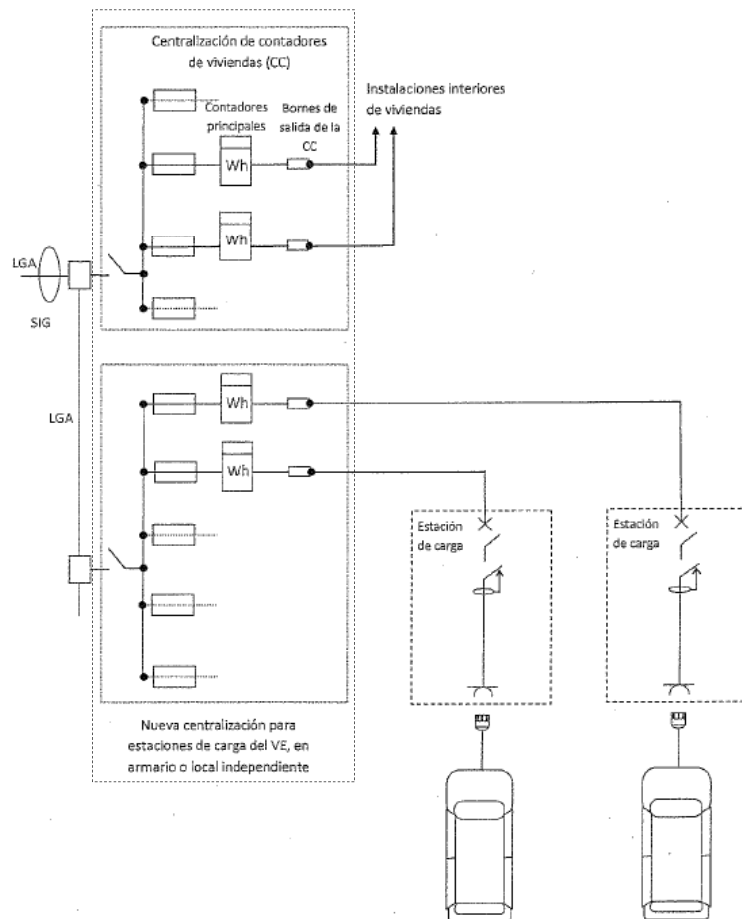 Centralización de contadores
de viviendas (CC)
Contadores
principales
Bornes de
salida de la
CC
Instalaciones interiores
de viviendas
Wh
Wh
LGA
SIG
LGA
Wh
Wh
Estación
de carga
Estación
de carga
Nueva centralización para
estaciones de carga del VE, en
armario o local independiente